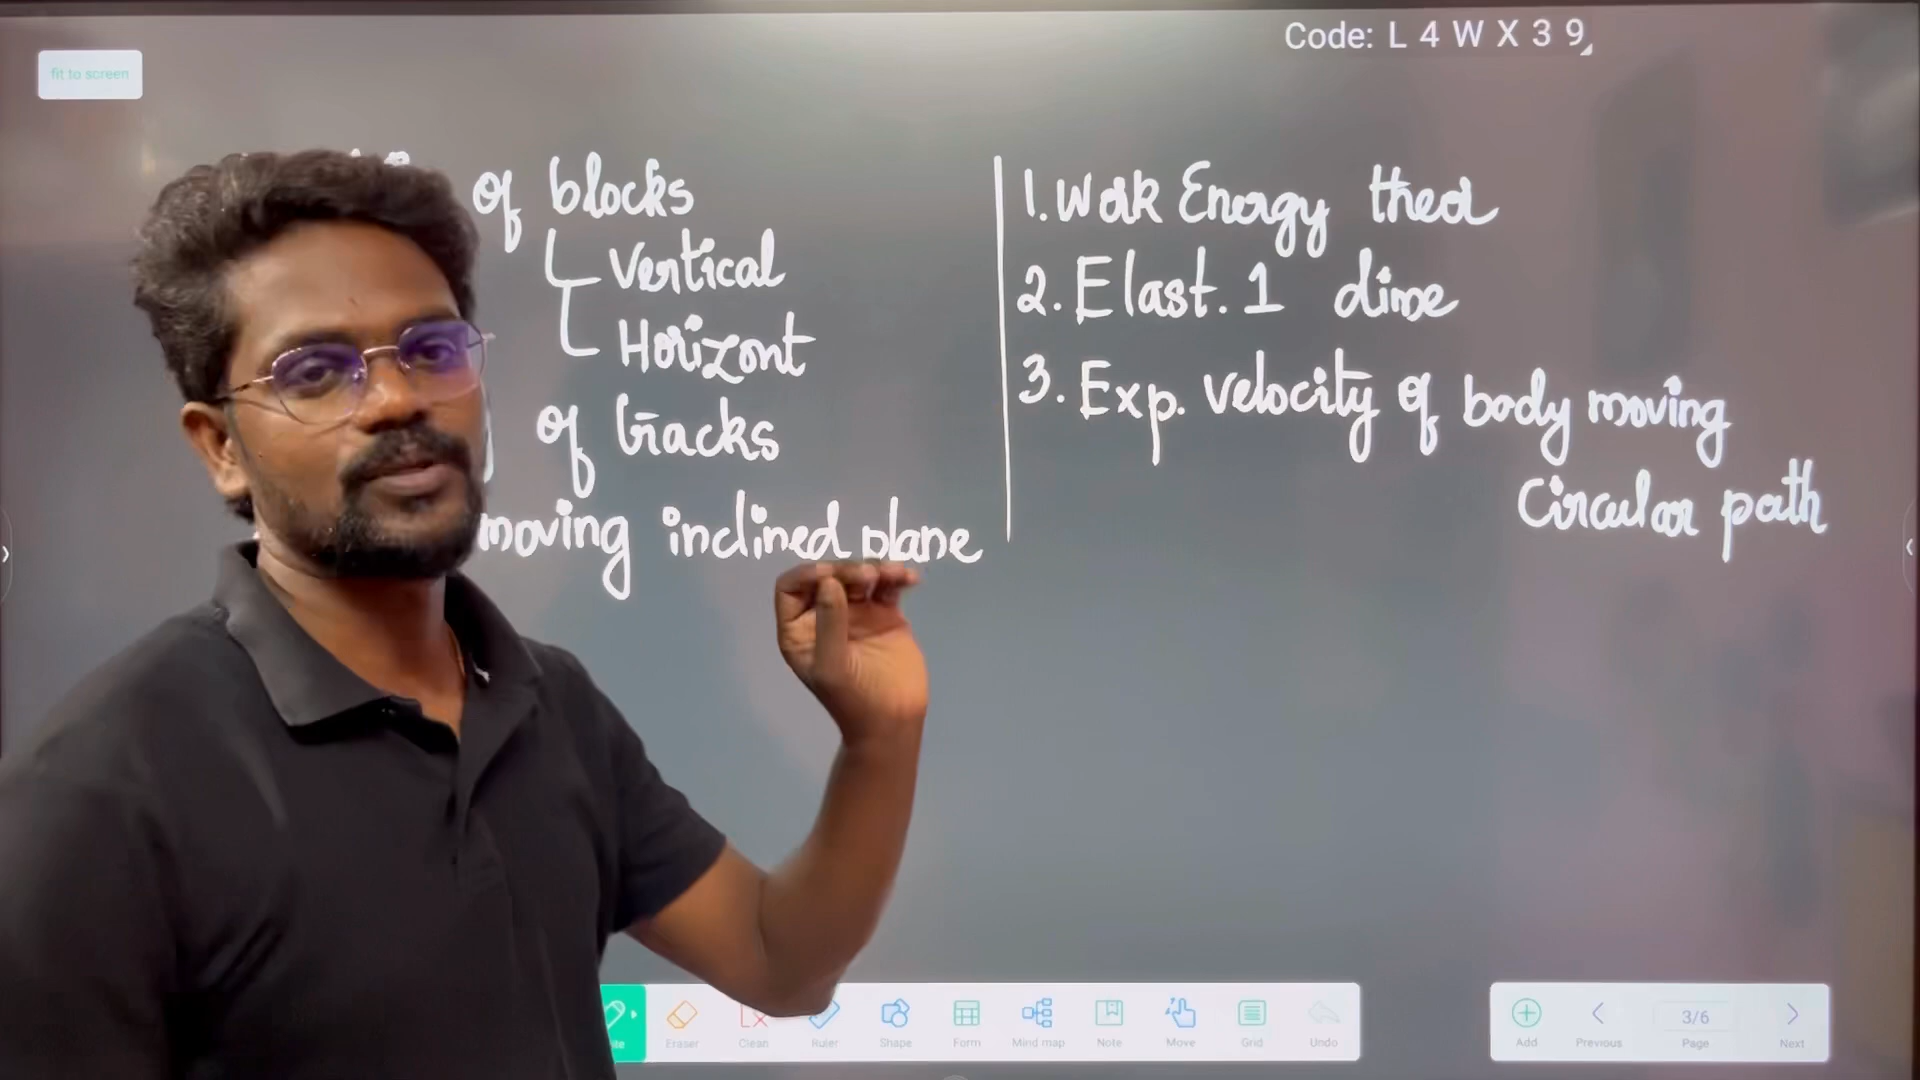 Code: L 4 W X 3 9
fit to screen
of blocks
Vertical
Horizont
of tracks
moving inclined plane
1. Work Energy theo
2. Elast. 1 dime
3. Exp. velocity of body moving
Circular path
Eraser
Clean
Ruler
Shape
Form
Mind map
Note
Move
Grid
Undo
Add
Previous
3/6
Page
Next